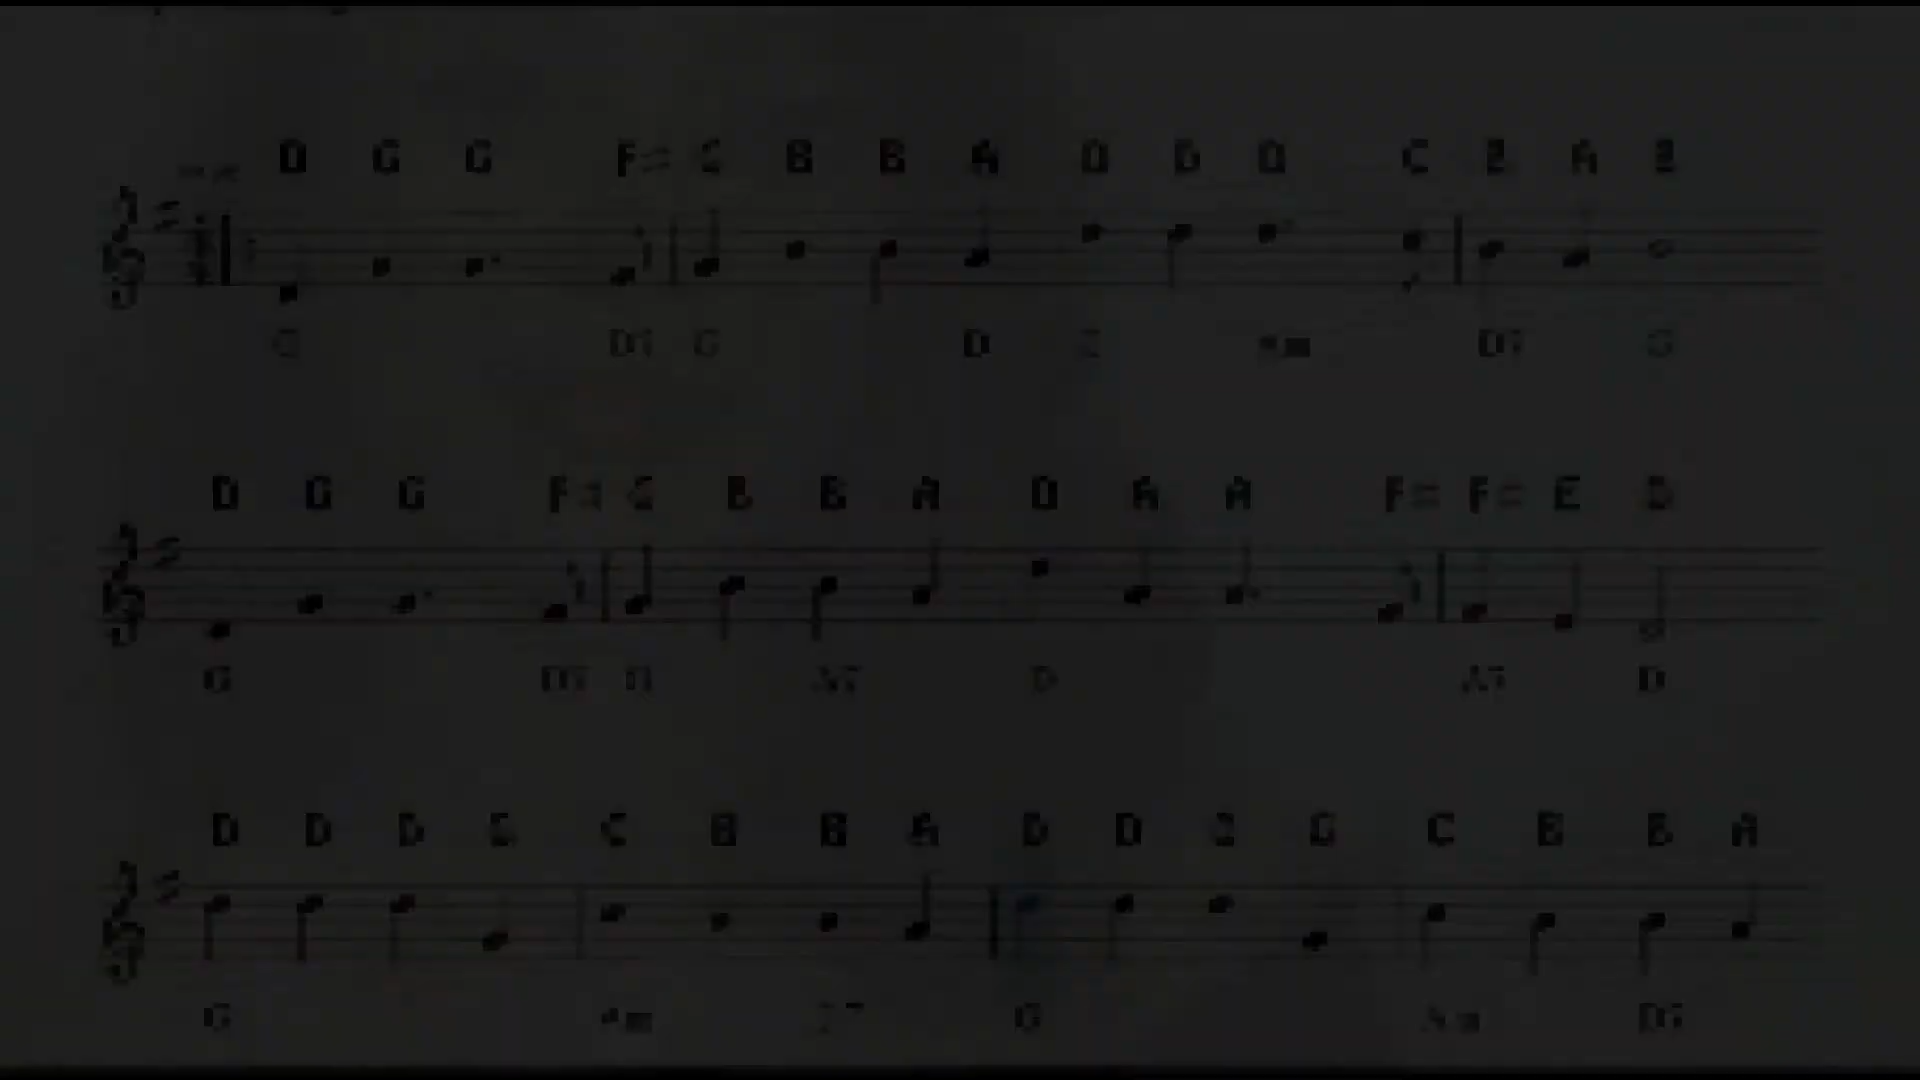 D G G F# G B B A D D D C B A B
G D7 G D G Am D7 G
D G G F# G B B A D A A F# F# E D
G D7 G A7 D A7 D
D D D G C B B A D D D G C B B A
G Am D7 G Am D7